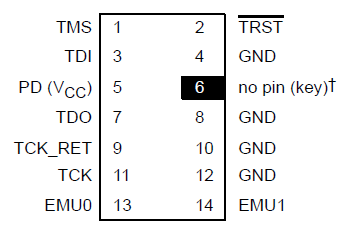 TMS 1 2 TRST
TDI 3 4 GND
PD (VCC) 5 6 no pin (key)†
TDO 7 8 GND
TCK_RET 9 10 GND
TCK 11 12 GND
EMU0 13 14 EMU1